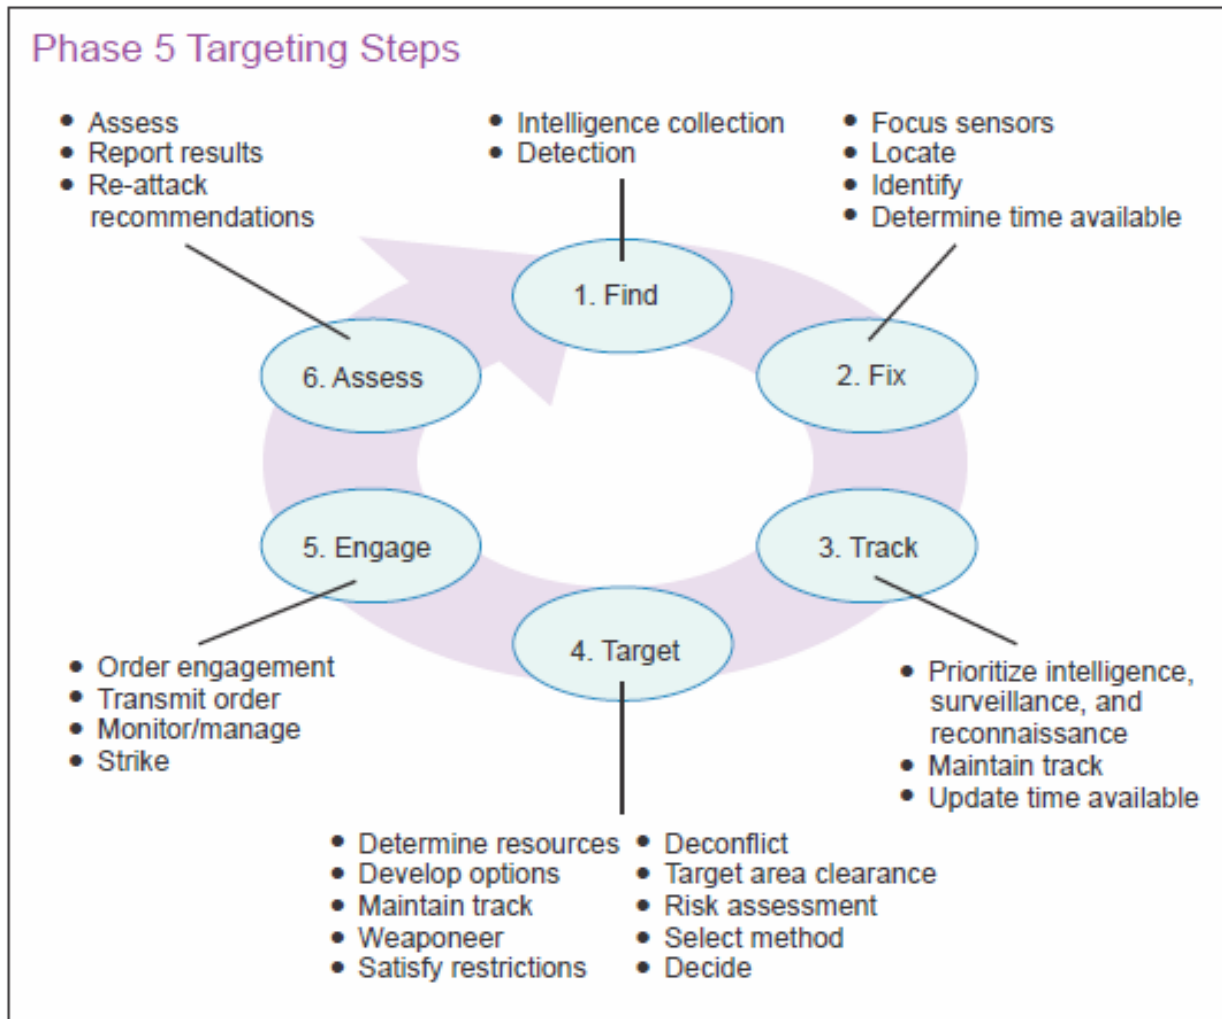 Phase 5 Targeting Steps
• Assess
• Report results
• Re-attack
recommendations
• Intelligence collection
• Detection
• Focus sensors
• Locate
• Identify
• Determine time available
1. Find
2. Fix
3. Track
4. Target
5. Engage
6. Assess
• Prioritize intelligence,
surveillance, and
reconnaissance
• Maintain track
• Update time available
• Order engagement
• Transmit order
• Monitor/manage
• Strike
• Determine resources
• Develop options
• Maintain track
• Weaponeer
• Satisfy restrictions
• Deconflict
• Target area clearance
• Risk assessment
• Select method
• Decide